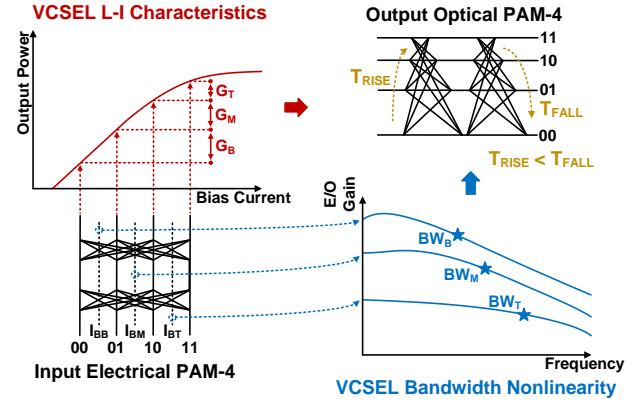 VCSEL L-I Characteristics
Output Power
G_T
G_M
G_B
Bias Current
Output Optical PAM-4
11
10
01
00
T_RISE
T_FALL
T_RISE < T_FALL
E/O
Gain
BW_B
BW_M
BW_T
Frequency
VCSEL Bandwidth Nonlinearity
I_BB I_BM I_BT
00 01 10 11
Input Electrical PAM-4